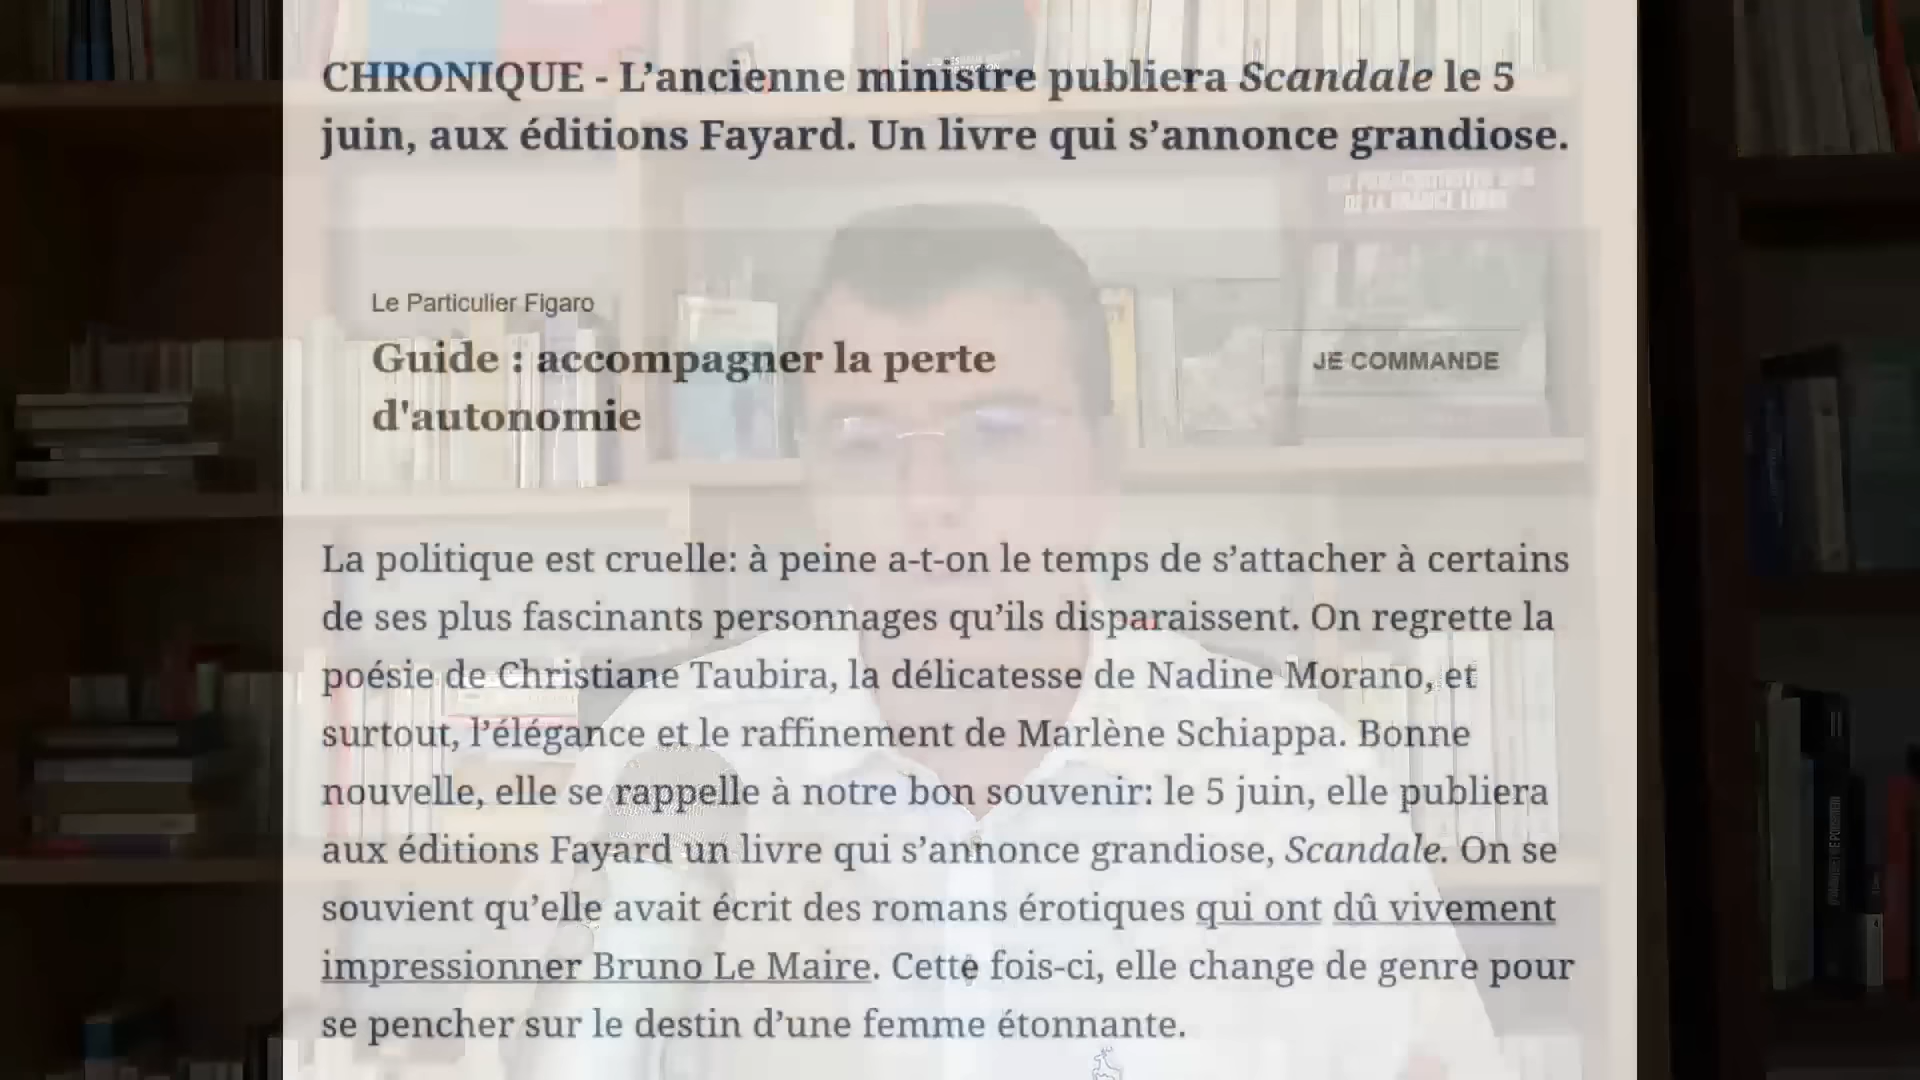 CHRONIQUE - L’ancienne ministre publiera Scandale le 5
juin, aux éditions Fayard. Un livre qui s’annonce grandiose.
DE LA FRANCE LIBRE
Le Particulier Figaro
Guide : accompagner la perte
d'autonomie
JE COMMANDE
La politique est cruelle: à peine a-t-on le temps de s’attacher à certains
de ses plus fascinants personnages qu’ils disparaissent. On regrette la
poésie de Christiane Taubira, la délicatesse de Nadine Morano, et
surtout, l’élégance et le raffinement de Marlène Schiappa. Bonne
nouvelle, elle se rappelle à notre bon souvenir: le 5 juin, elle publiera
aux éditions Fayard un livre qui s’annonce grandiose, Scandale. On se
souvient qu’elle avait écrit des romans érotiques qui ont dû vivement
impressionner Bruno Le Maire. Cette fois-ci, elle change de genre pour
se pencher sur le destin d’une femme étonnante.